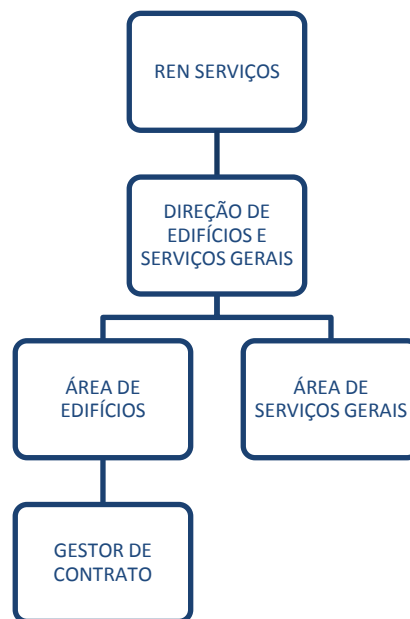 REN SERVIÇOS
DIREÇÃO DE
EDIFÍCIOS E
SERVIÇOS GERAIS
ÁREA DE
EDIFÍCIOS
ÁREA DE
SERVIÇOS GERAIS
GESTOR DE
CONTRATO